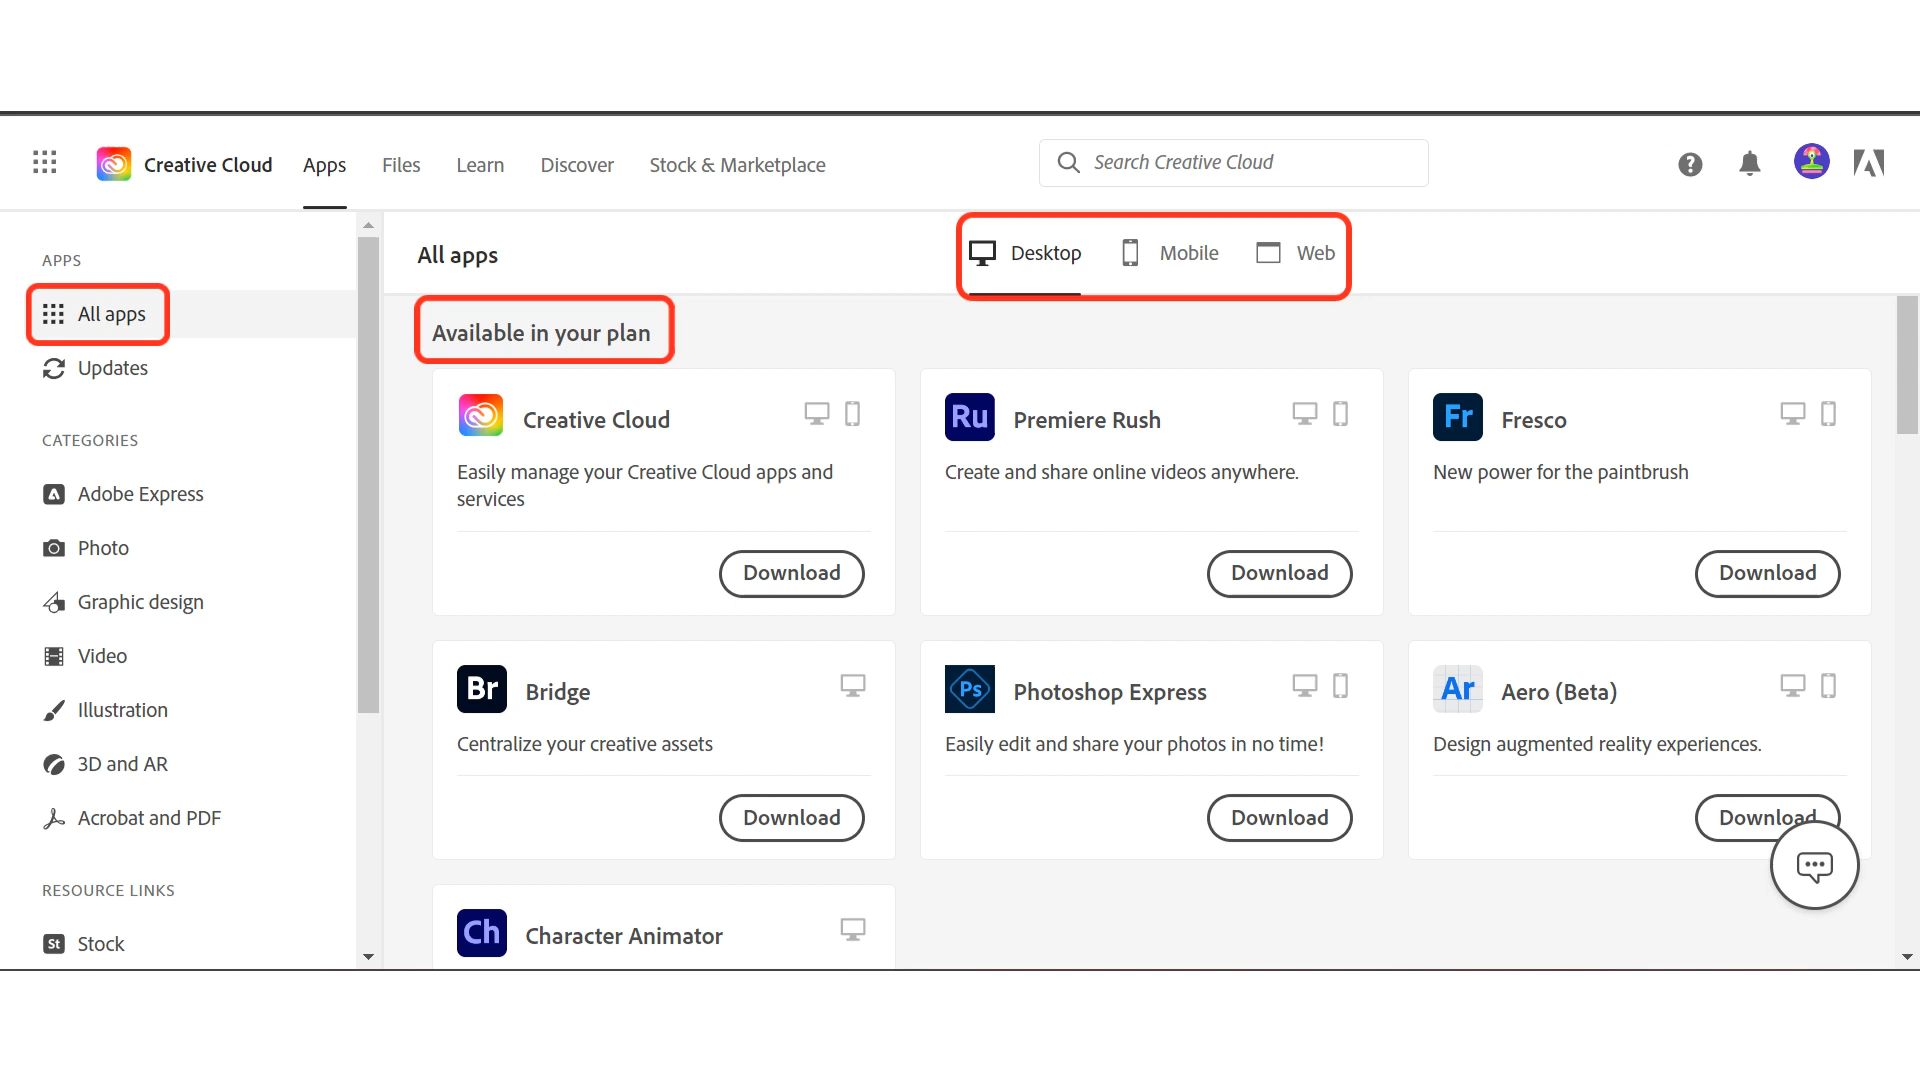 Creative Cloud
Apps
Files
Learn
Discover
Stock & Marketplace
Search Creative Cloud
APPS
All apps
Updates
CATEGORIES
Adobe Express
Photo
Graphic design
Video
Illustration
3D and AR
Acrobat and PDF
RESOURCE LINKS
St
Stock
All apps
Desktop
Mobile
Web
Available in your plan
Creative Cloud
Easily manage your Creative Cloud apps and
services
Download
Ru
Premiere Rush
Create and share online videos anywhere.
Download
Fr
Fresco
New power for the paintbrush
Download
Br
Bridge
Centralize your creative assets
Download
Ps
Photoshop Express
Easily edit and share your photos in no time!
Download
Ar
Aero (Beta)
Design augmented reality experiences.
Download
Ch
Character Animator